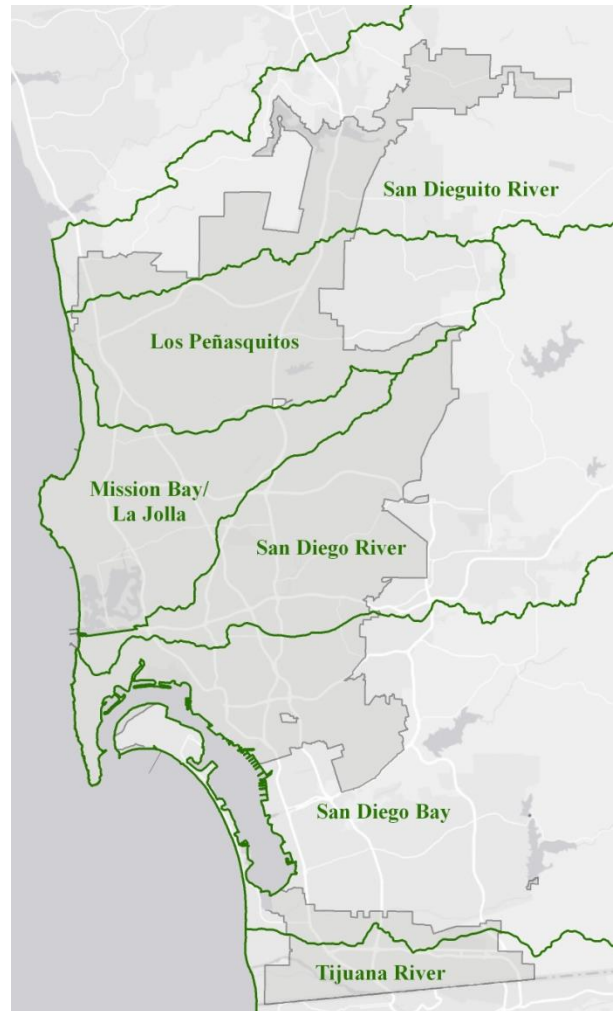 San Dieguito River
Los Peñasquitos
Mission Bay/
La Jolla
San Diego River
San Diego Bay
Tijuana River